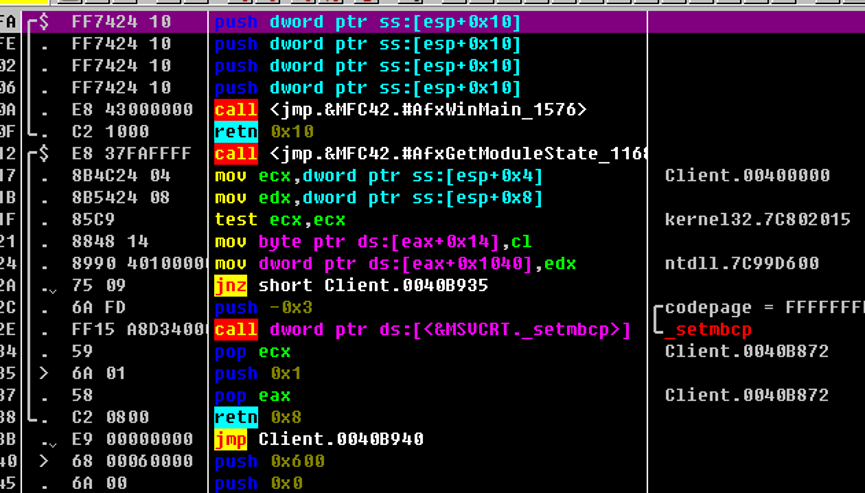 FA $ FF7424 10 push dword ptr ss:[esp+0x10]
FE . FF7424 10 push dword ptr ss:[esp+0x10]
02 . FF7424 10 push dword ptr ss:[esp+0x10]
06 . FF7424 10 push dword ptr ss:[esp+0x10]
0A . E8 43000000 call <jmp.&MFC42.#AfxWinMain_1576>
0F . C2 1000 retn 0x10
12 $ E8 37FAFFFF call <jmp.&MFC42.#AfxGetModuleState_1168
17 . 8B4C24 04 mov ecx,dword ptr ss:[esp+0x4] Client.00400000
1B . 8B5424 08 mov edx,dword ptr ss:[esp+0x8]
1F . 85C9 test ecx,ecx kernel32.7C802015
21 . 8848 14 mov byte ptr ds:[eax+0x14],cl
24 . 8990 40100000 mov dword ptr ds:[eax+0x1040],edx ntdll.7C99D600
2A . 75 09 jnz short Client.0040B935
2C . 6A FD push -0x3 codepage = FFFFFFF
2E . FF15 A8D34000 call dword ptr ds:[<&MSVCRT._setmbcp>] _setmbcp
34 . 59 pop ecx Client.0040B872
35 > 6A 01 push 0x1
37 . 58 pop eax Client.0040B872
38 . C2 0800 retn 0x8
3B . E9 00000000 jmp Client.0040B940
40 > 68 00060000 push 0x600
45 . 6A 00 push 0x0